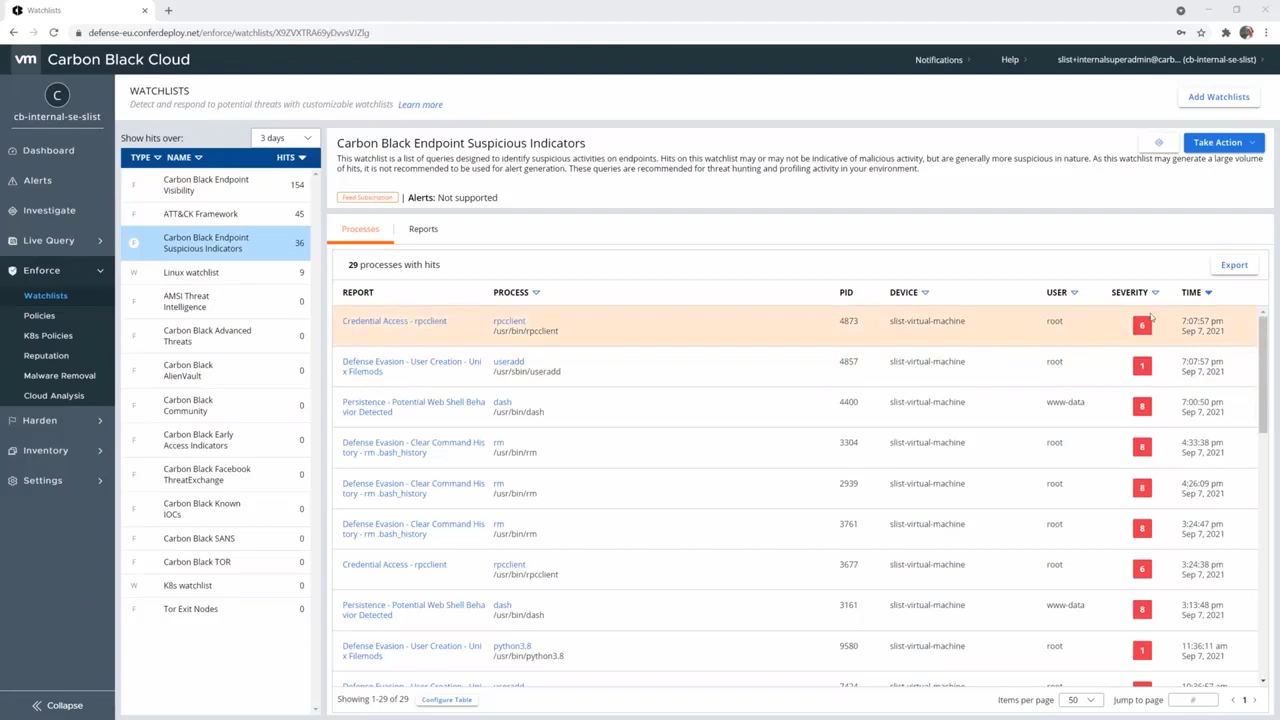 Watchlists
defense-eu.conferdeploy.net/enforce/watchlists/X9ZVXTRA69yDvvsVJZlg
vm Carbon Black Cloud
Notifications
Help
slist+internalsuperadmin@carb... (cb-internal-se-slist)
C
cb-internal-se-slist
Dashboard
Alerts
Investigate
Live Query
Enforce
Watchlists
Policies
K8s Policies
Reputation
Malware Removal
Cloud Analysis
Harden
Inventory
Settings
Collapse
WATCHLISTS
Detect and respond to potential threats with customizable watchlists Learn more
Add Watchlists
Show hits over: 3 days
TYPE NAME HITS
F Carbon Black Endpoint Visibility 154
F ATT&CK Framework 45
F Carbon Black Endpoint Suspicious Indicators 36
W Linux watchlist 9
F AMSI Threat Intelligence 0
F Carbon Black Advanced Threats 0
F Carbon Black AlienVault 0
F Carbon Black Community 0
F Carbon Black Early Access Indicators 0
F Carbon Black Facebook ThreatExchange 0
F Carbon Black Known IOCs 0
F Carbon Black SANS 0
F Carbon Black TOR 0
W K8s watchlist 0
F Tor Exit Nodes 0
Carbon Black Endpoint Suspicious Indicators
Take Action
This watchlist is a list of queries designed to identify suspicious activities on endpoints. Hits on this watchlist may or may not be indicative of malicious activity, but are generally more suspicious in nature. As this watchlist may generate a large volume
of hits, it is not recommended to be used for alert generation. These queries are recommended for threat hunting and profiling activity in your environment.
Feed Subscription | Alerts: Not supported
Processes
Reports
29 processes with hits
Export
REPORT PROCESS PID DEVICE USER SEVERITY TIME
Credential Access - rpcclient rpcclient 4873 slist-virtual-machine root 6 7:07:57 pm
/usr/bin/rpcclient Sep 7, 2021
Defense Evasion - User Creation - Uni useradd 4857 slist-virtual-machine root 1 7:07:57 pm
x Filemods /usr/sbin/useradd Sep 7, 2021
Persistence - Potential Web Shell Beha dash 4400 slist-virtual-machine www-data 8 7:00:50 pm
vior Detected /usr/bin/dash Sep 7, 2021
Defense Evasion - Clear Command His rm 3304 slist-virtual-machine root 8 4:33:38 pm
tory - rm .bash_history /usr/bin/rm Sep 7, 2021
Defense Evasion - Clear Command His rm 2939 slist-virtual-machine root 8 4:26:09 pm
tory - rm .bash_history /usr/bin/rm Sep 7, 2021
Defense Evasion - Clear Command His rm 3761 slist-virtual-machine root 8 3:24:47 pm
tory - rm .bash_history /usr/bin/rm Sep 7, 2021
Credential Access - rpcclient rpcclient 3677 slist-virtual-machine root 6 3:24:38 pm
/usr/bin/rpcclient Sep 7, 2021
Persistence - Potential Web Shell Beha dash 3161 slist-virtual-machine www-data 8 3:13:48 pm
vior Detected /usr/bin/dash Sep 7, 2021
Defense Evasion - User Creation - Uni python3.8 9580 slist-virtual-machine root 1 11:36:11 am
x Filemods /usr/bin/python3.8 Sep 7, 2021
Showing 1-29 of 29
Configure Table
Items per page 50
Jump to page #
1